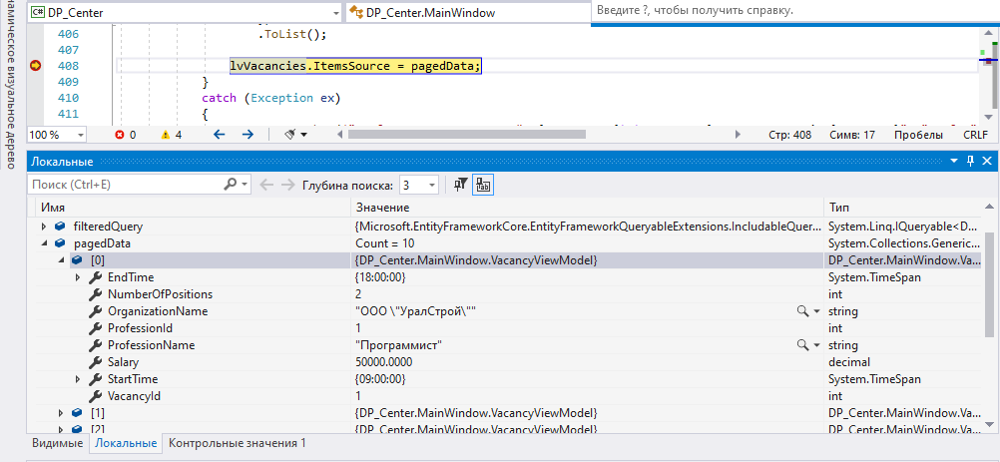 DP_Center DP_Center.MainWindow Введите ?, чтобы получить справку.
намическое визуальное дерево
406 .ToList();
407
408 lvVacancies.ItemsSource = pagedData;
409 }
410 catch (Exception ex)
411 {
100 % 0 4 Стр: 408 Симв: 17 Пробелы CRLF
Локальные
Поиск (Ctrl+E) Глубина поиска: 3
Имя Значение Тип
filteredQuery {Microsoft.EntityFrameworkCore.EntityFrameworkQueryableExtensions.IncludableQuer... System.Linq.IQueryable<D...
pagedData Count = 10 System.Collections.Generic...
[0] {DP_Center.MainWindow.VacancyViewModel} DP_Center.MainWindow.Va...
EndTime {18:00:00} System.TimeSpan
NumberOfPositions 2 int
OrganizationName "ООО \"УралСтрой\"" string
ProfessionId 1 int
ProfessionName "Программист" string
Salary 50000.0000 decimal
StartTime {09:00:00} System.TimeSpan
VacancyId 1 int
[1] {DP_Center.MainWindow.VacancyViewModel} DP_Center.MainWindow.Va...
[2] {DP_Center.MainWindow.VacancyViewModel} DP_Center.MainWindow.Va...
Видимые Локальные Контрольные значения 1